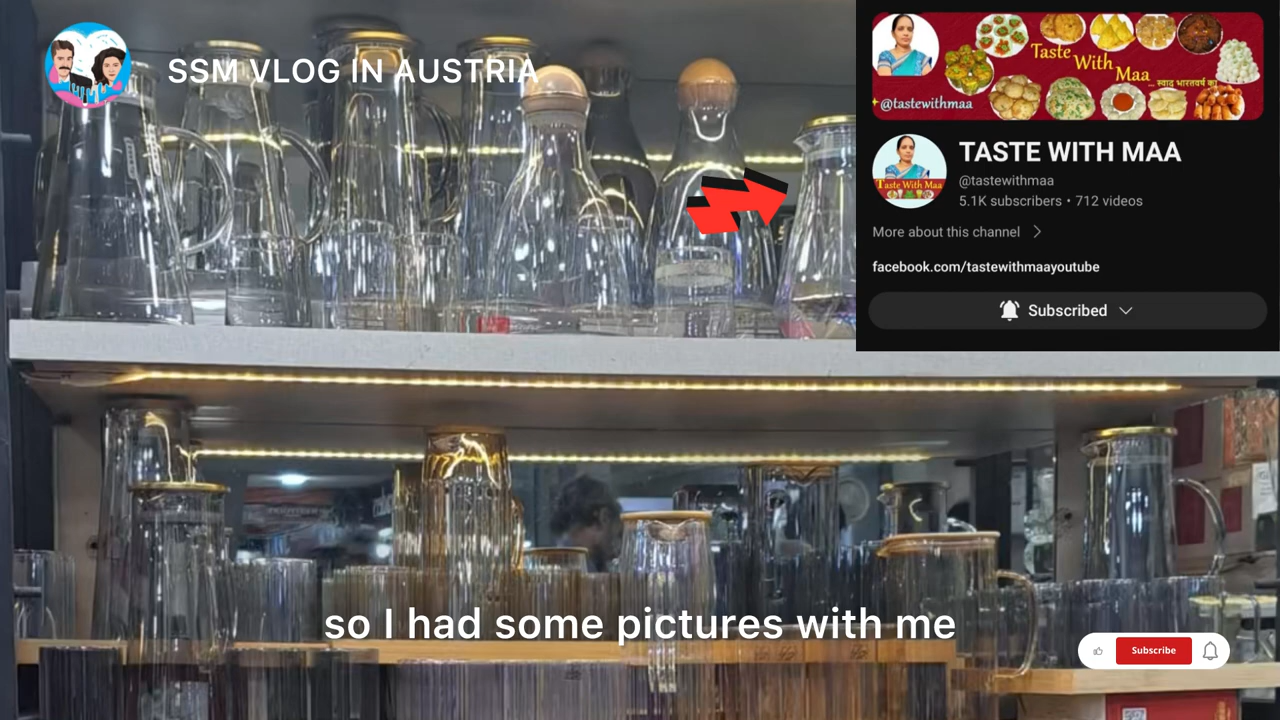 SSM VLOG IN AUSTRIA
Taste
With
Maa
... स्वाद भारतवर्ष का
@tastewithmaa
Taste With Maa
TASTE WITH MAA
@tastewithmaa
5.1K subscribers • 712 videos
More about this channel
facebook.com/tastewithmaayoutube
Subscribed
so I had some pictures with me
Subscribe